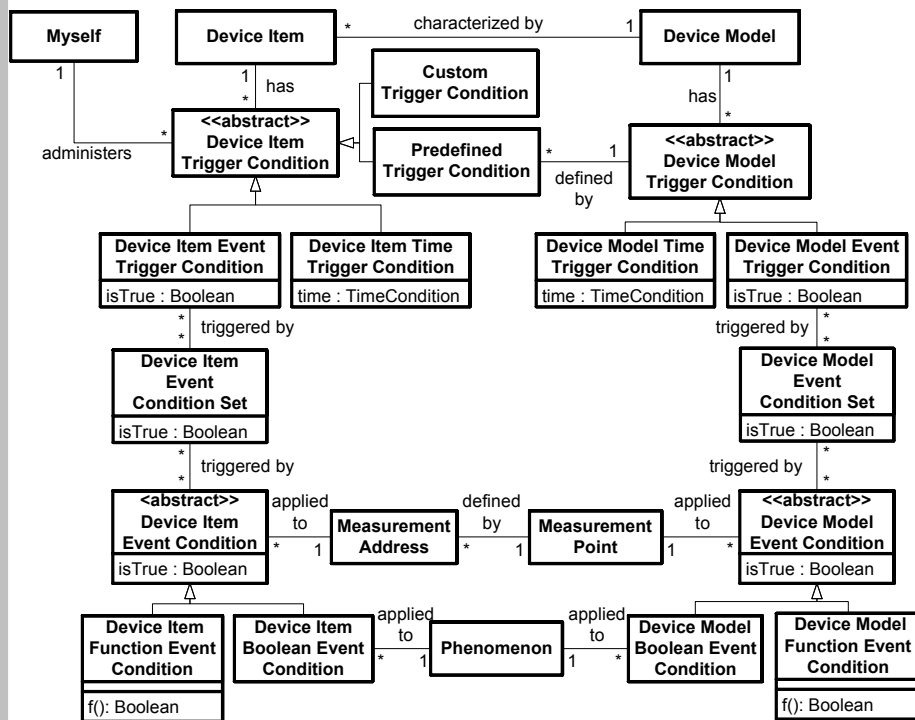 Myself
Device Item
* characterized by 1
Device Model
1
1
has
*
1
has
*
*
administers
<<abstract>>
Device Item
Trigger Condition
Custom
Trigger Condition
Predefined
Trigger Condition
* 1
defined
by
<<abstract>>
Device Model
Trigger Condition
Device Item Event
Trigger Condition
isTrue : Boolean
Device Item Time
Trigger Condition
time : TimeCondition
Device Model Time
Trigger Condition
time : TimeCondition
Device Model Event
Trigger Condition
isTrue : Boolean
*
triggered by
*
*
triggered by
*
Device Item
Event
Condition Set
isTrue : Boolean
Device Model
Event
Condition Set
isTrue : Boolean
*
triggered by
*
*
triggered by
*
<abstract>>
Device Item
Event Condition
isTrue : Boolean
applied
to
* 1
Measurement
Address
defined
by
* 1
Measurement
Point
applied
to
1 *
<<abstract>>
Device Model
Event Condition
isTrue : Boolean
Device Item
Function Event
Condition
f(): Boolean
Device Item
Boolean Event
Condition
applied
to
* 1
Phenomenon
applied
to
1 *
Device Model
Boolean Event
Condition
Device Model
Function Event
Condition
f(): Boolean